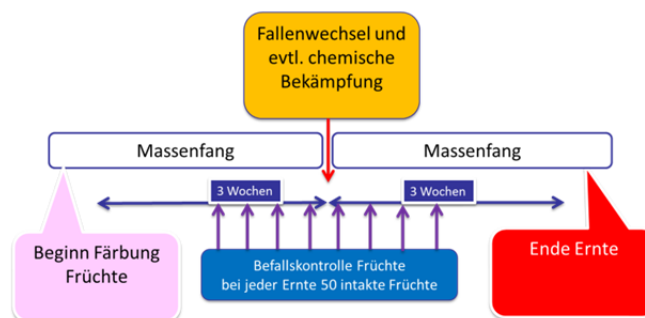 Fallenwechsel und
evtl. chemische
Bekämpfung
Massenfang
Massenfang
3 Wochen
3 Wochen
Beginn Färbung
Früchte
Befallskontrolle Früchte
bei jeder Ernte 50 intakte Früchte
Ende Ernte